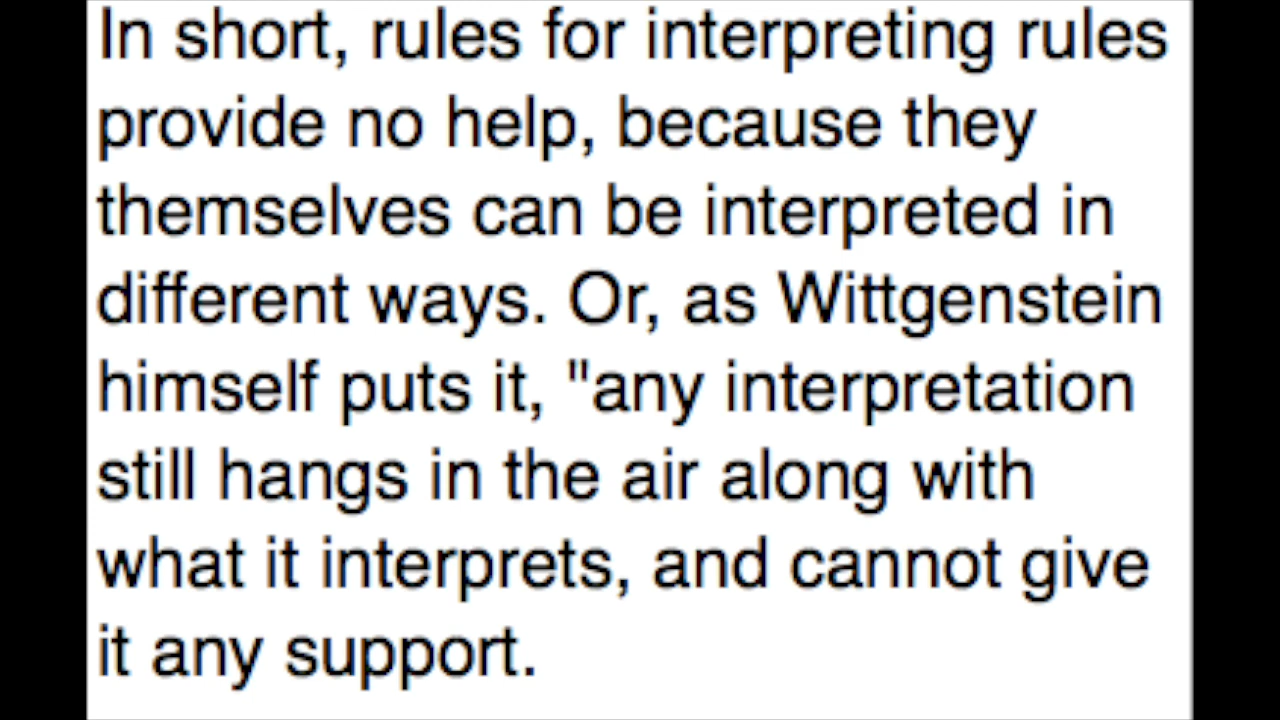 In short, rules for interpreting rules
provide no help, because they
themselves can be interpreted in
different ways. Or, as Wittgenstein
himself puts it, "any interpretation
still hangs in the air along with
what it interprets, and cannot give
it any support.